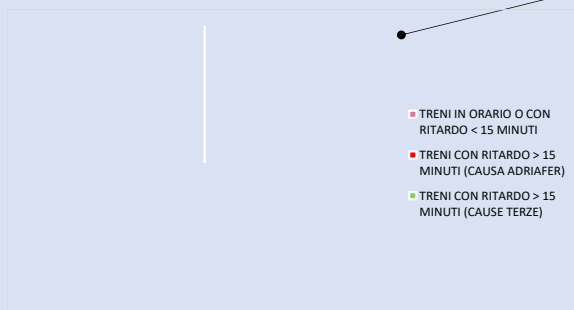 TRENI IN ORARIO O CON
RITARDO < 15 MINUTI
TRENI CON RITARDO > 15
MINUTI (CAUSA ADRIAFER)
TRENI CON RITARDO > 15
MINUTI (CAUSE TERZE)